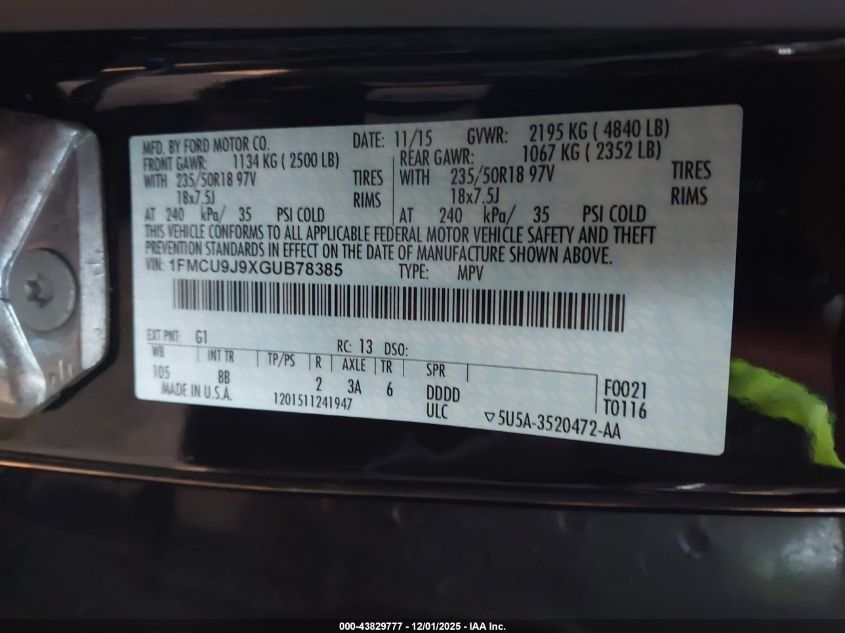 MFD. BY FORD MOTOR CO. DATE: 11/15 GVWR: 2195 KG ( 4840 LB)
FRONT GAWR: 1134 KG ( 2500 LB) REAR GAWR: 1067 KG ( 2352 LB)
WITH 235/50R18 97V TIRES WITH 235/50R18 97V TIRES
18x7.5J RIMS 18x7.5J RIMS
AT 240 kPa/ 35 PSI COLD AT 240 kPa/ 35 PSI COLD
THIS VEHICLE CONFORMS TO ALL APPLICABLE FEDERAL MOTOR VEHICLE SAFETY AND THEFT
PREVENTION STANDARDS IN EFFECT ON THE DATE OF MANUFACTURE SHOWN ABOVE.
VIN: 1FMCU9J9XGUB78385 TYPE: MPV
EXT PNT: G1 RC: 13 DSO:
WB INT TR TP/PS R AXLE TR SPR
105 8B 2 3A 6 DDDD F0021
MADE IN U.S.A. 1201511241947 ULC T0116
▽5U5A-3520472-AA
000-43829777 - 12/01/2025 - IAA Inc.